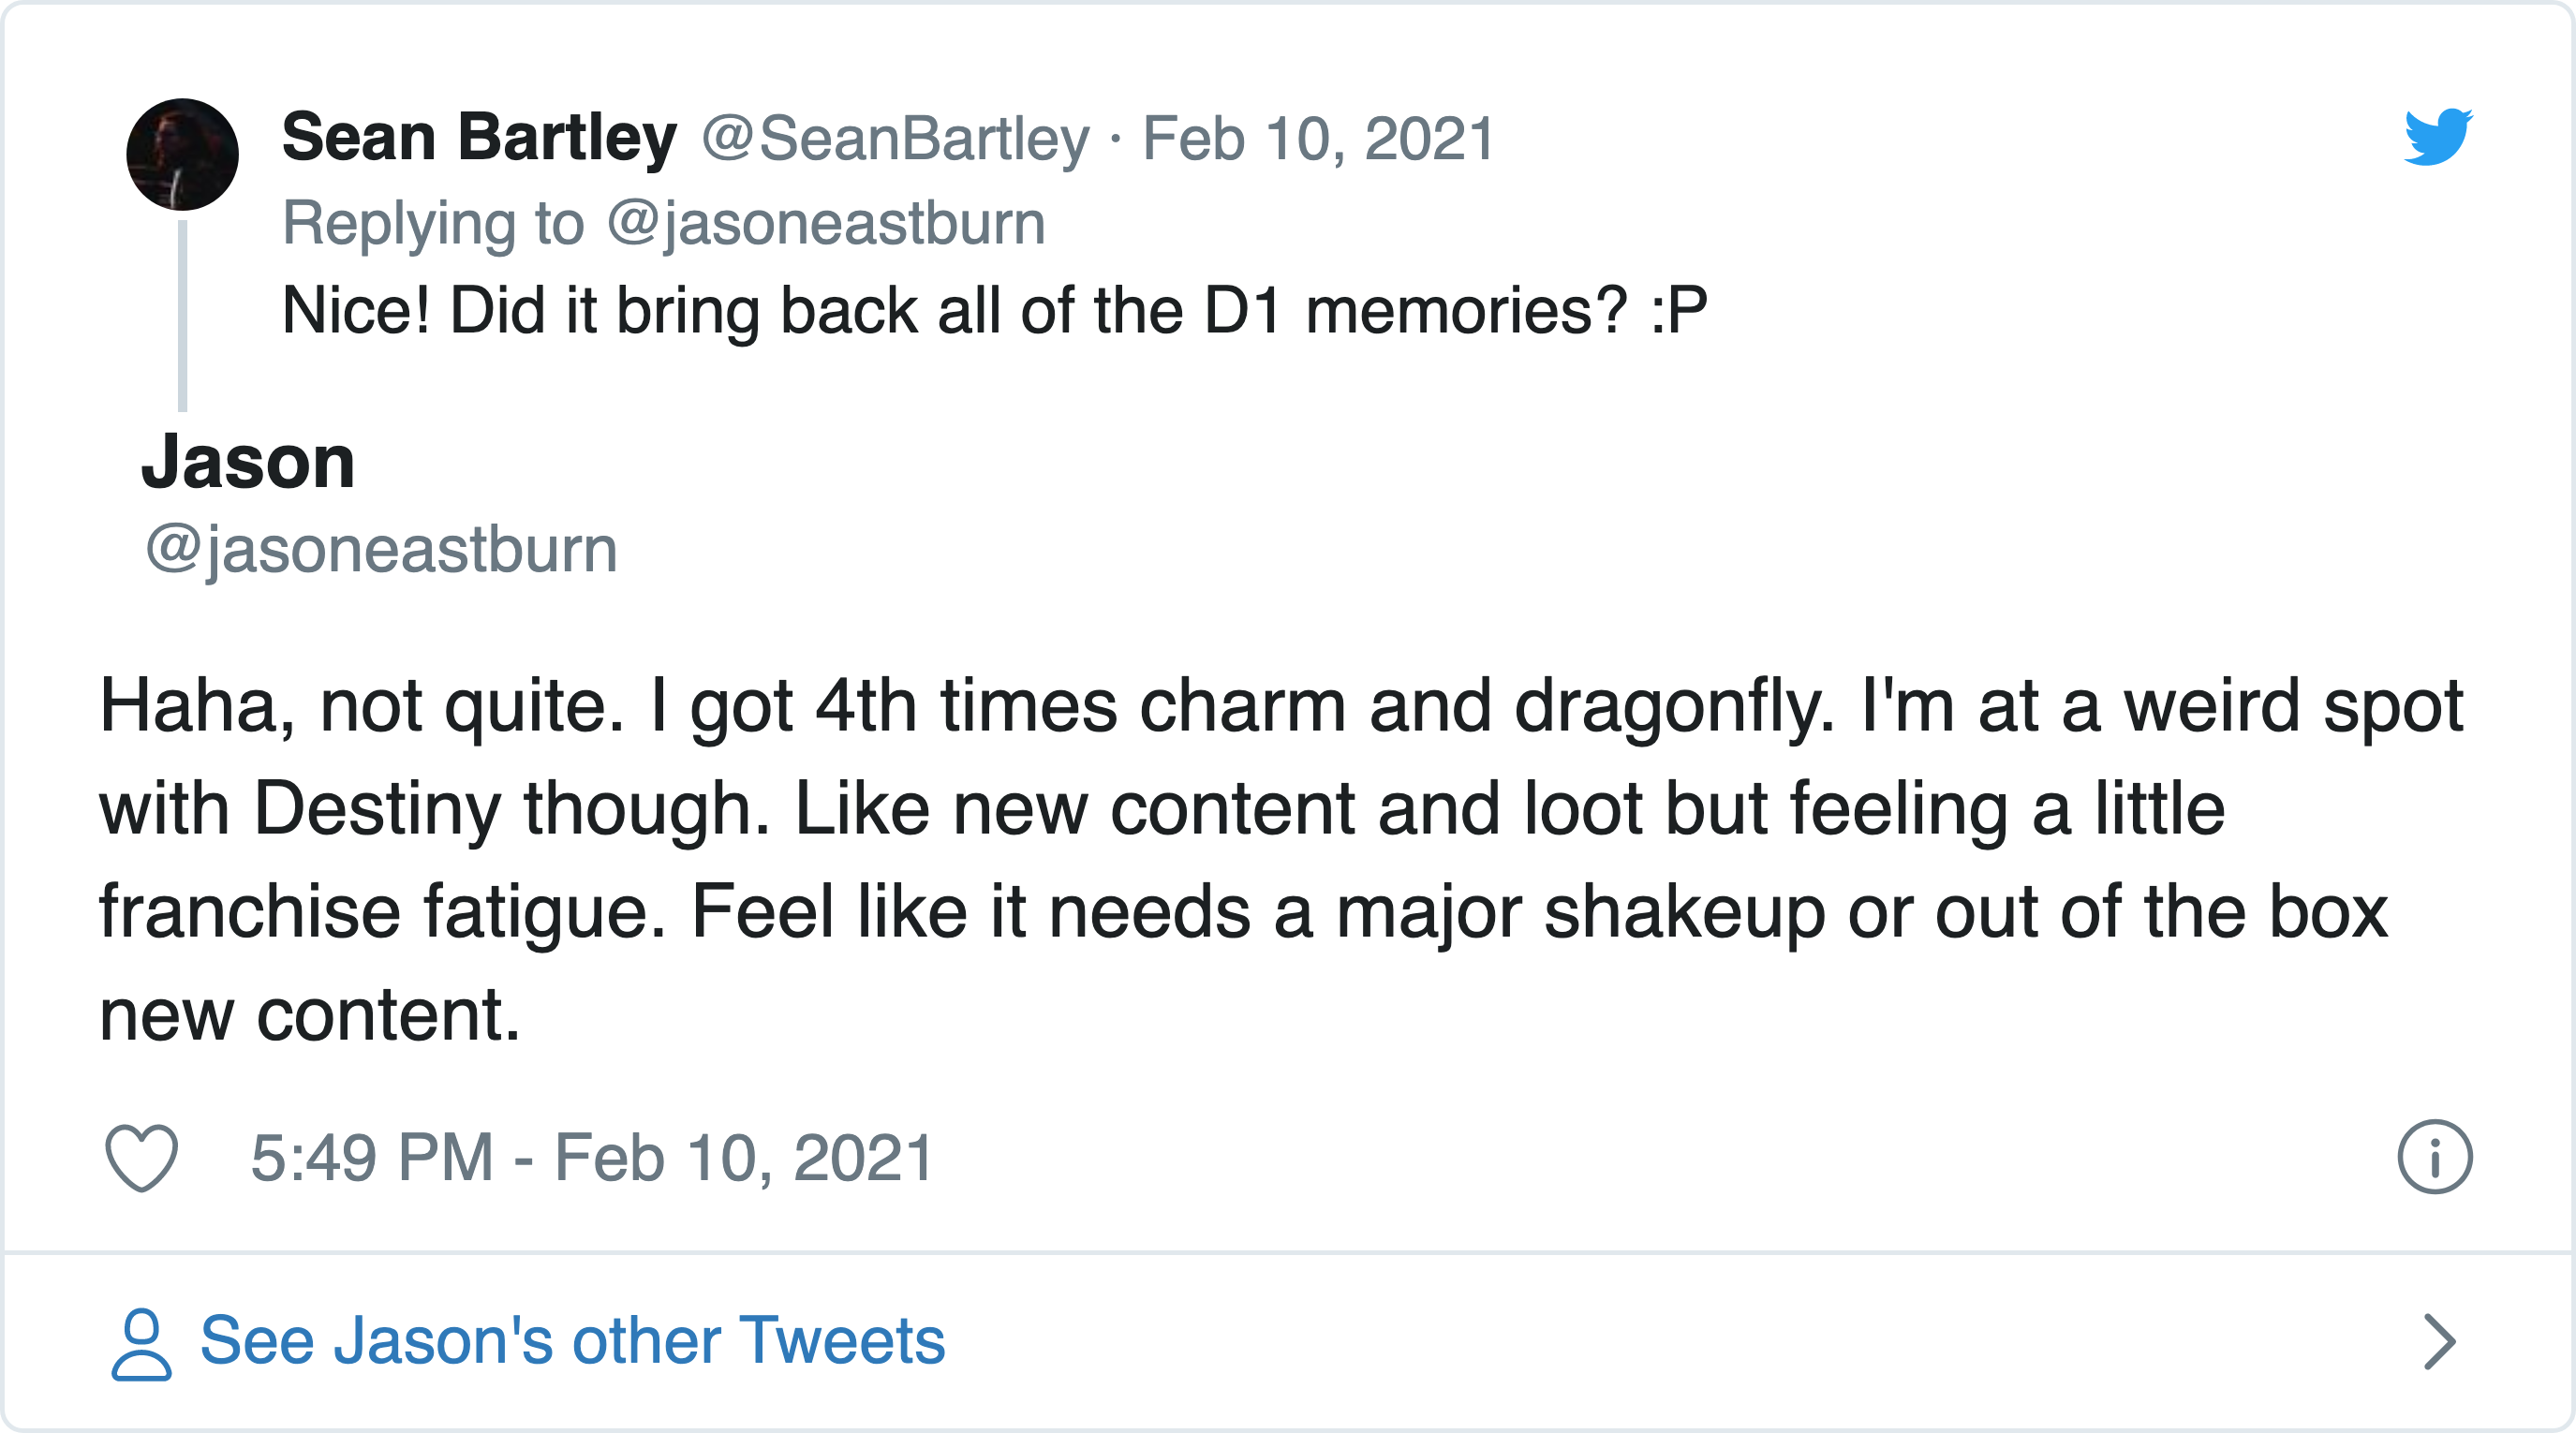 Sean Bartley @SeanBartley · Feb 10, 2021
Replying to @jasoneastburn
Nice! Did it bring back all of the D1 memories? :P
Jason
@jasoneastburn
Haha, not quite. I got 4th times charm and dragonfly. I'm at a weird spot
with Destiny though. Like new content and loot but feeling a little
franchise fatigue. Feel like it needs a major shakeup or out of the box
new content.
5:49 PM - Feb 10, 2021
See Jason's other Tweets